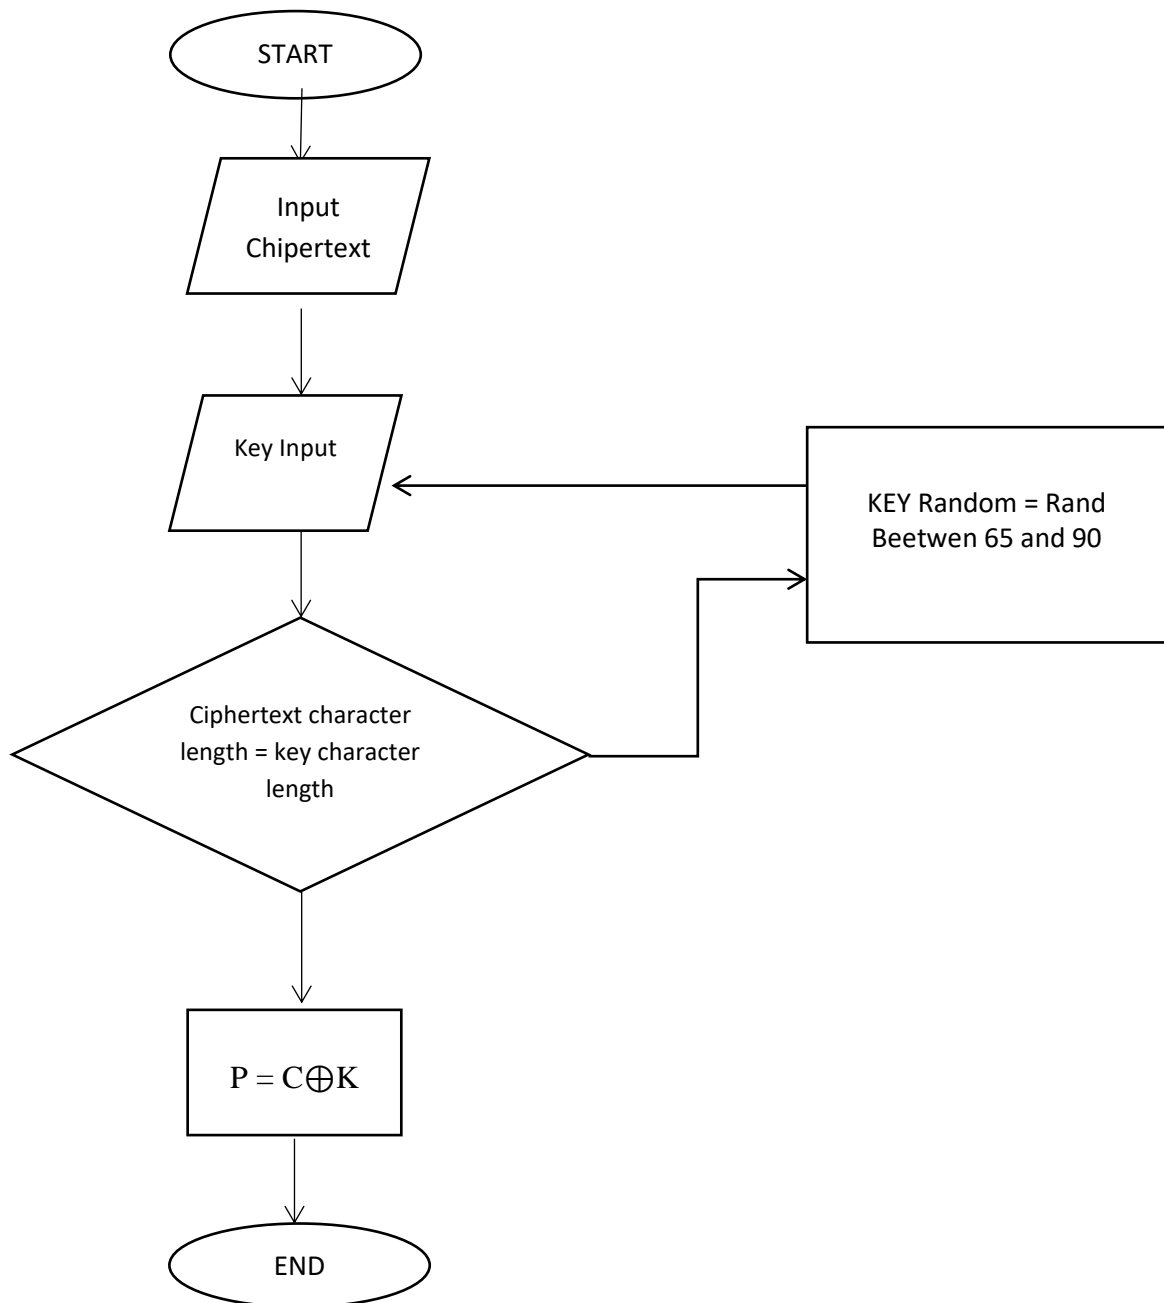 START
Input
Chipertext
Key Input
KEY Random = Rand
Beetwen 65 and 90
Ciphertext character
length = key character
length
P = C⊕K
END